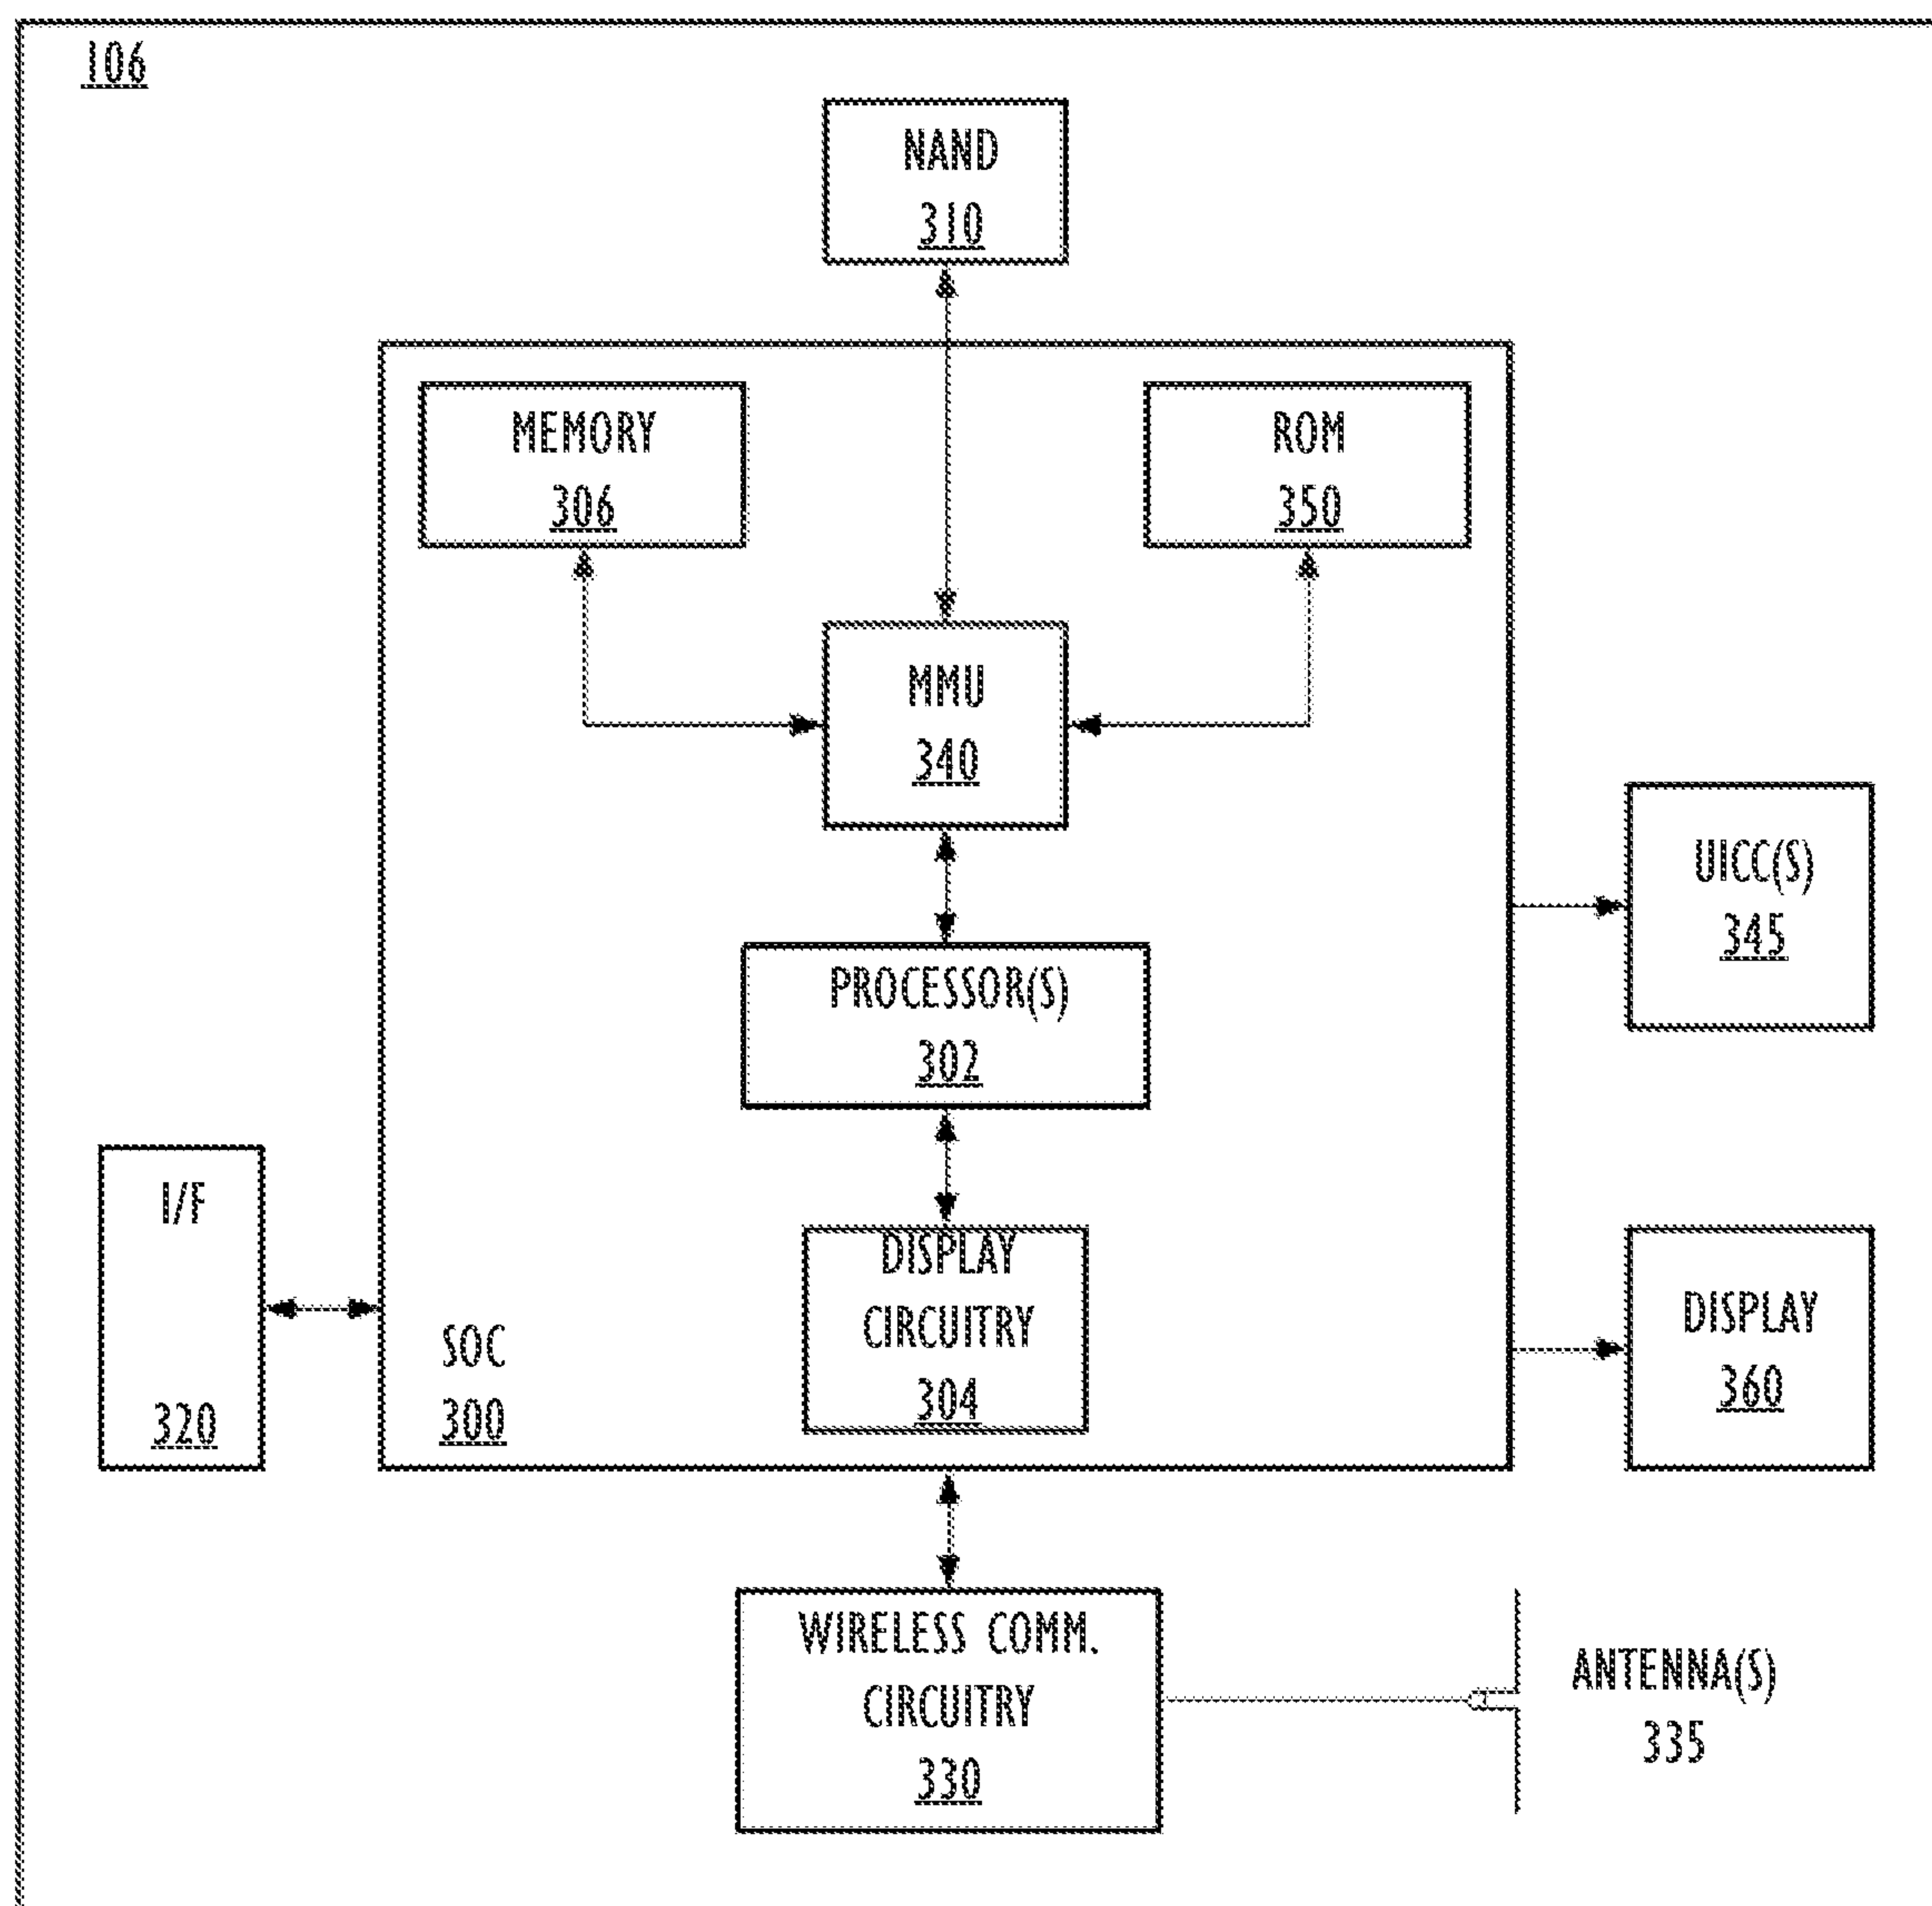 106
NAND
310
MEMORY
306
ROM
350
MMU
340
UICC(S)
345
PROCESSOR(S)
302
I/F
320
DISPLAY
CIRCUITRY
304
SOC
300
DISPLAY
360
WIRELESS COMM.
CIRCUITRY
330
ANTENNA(S)
335